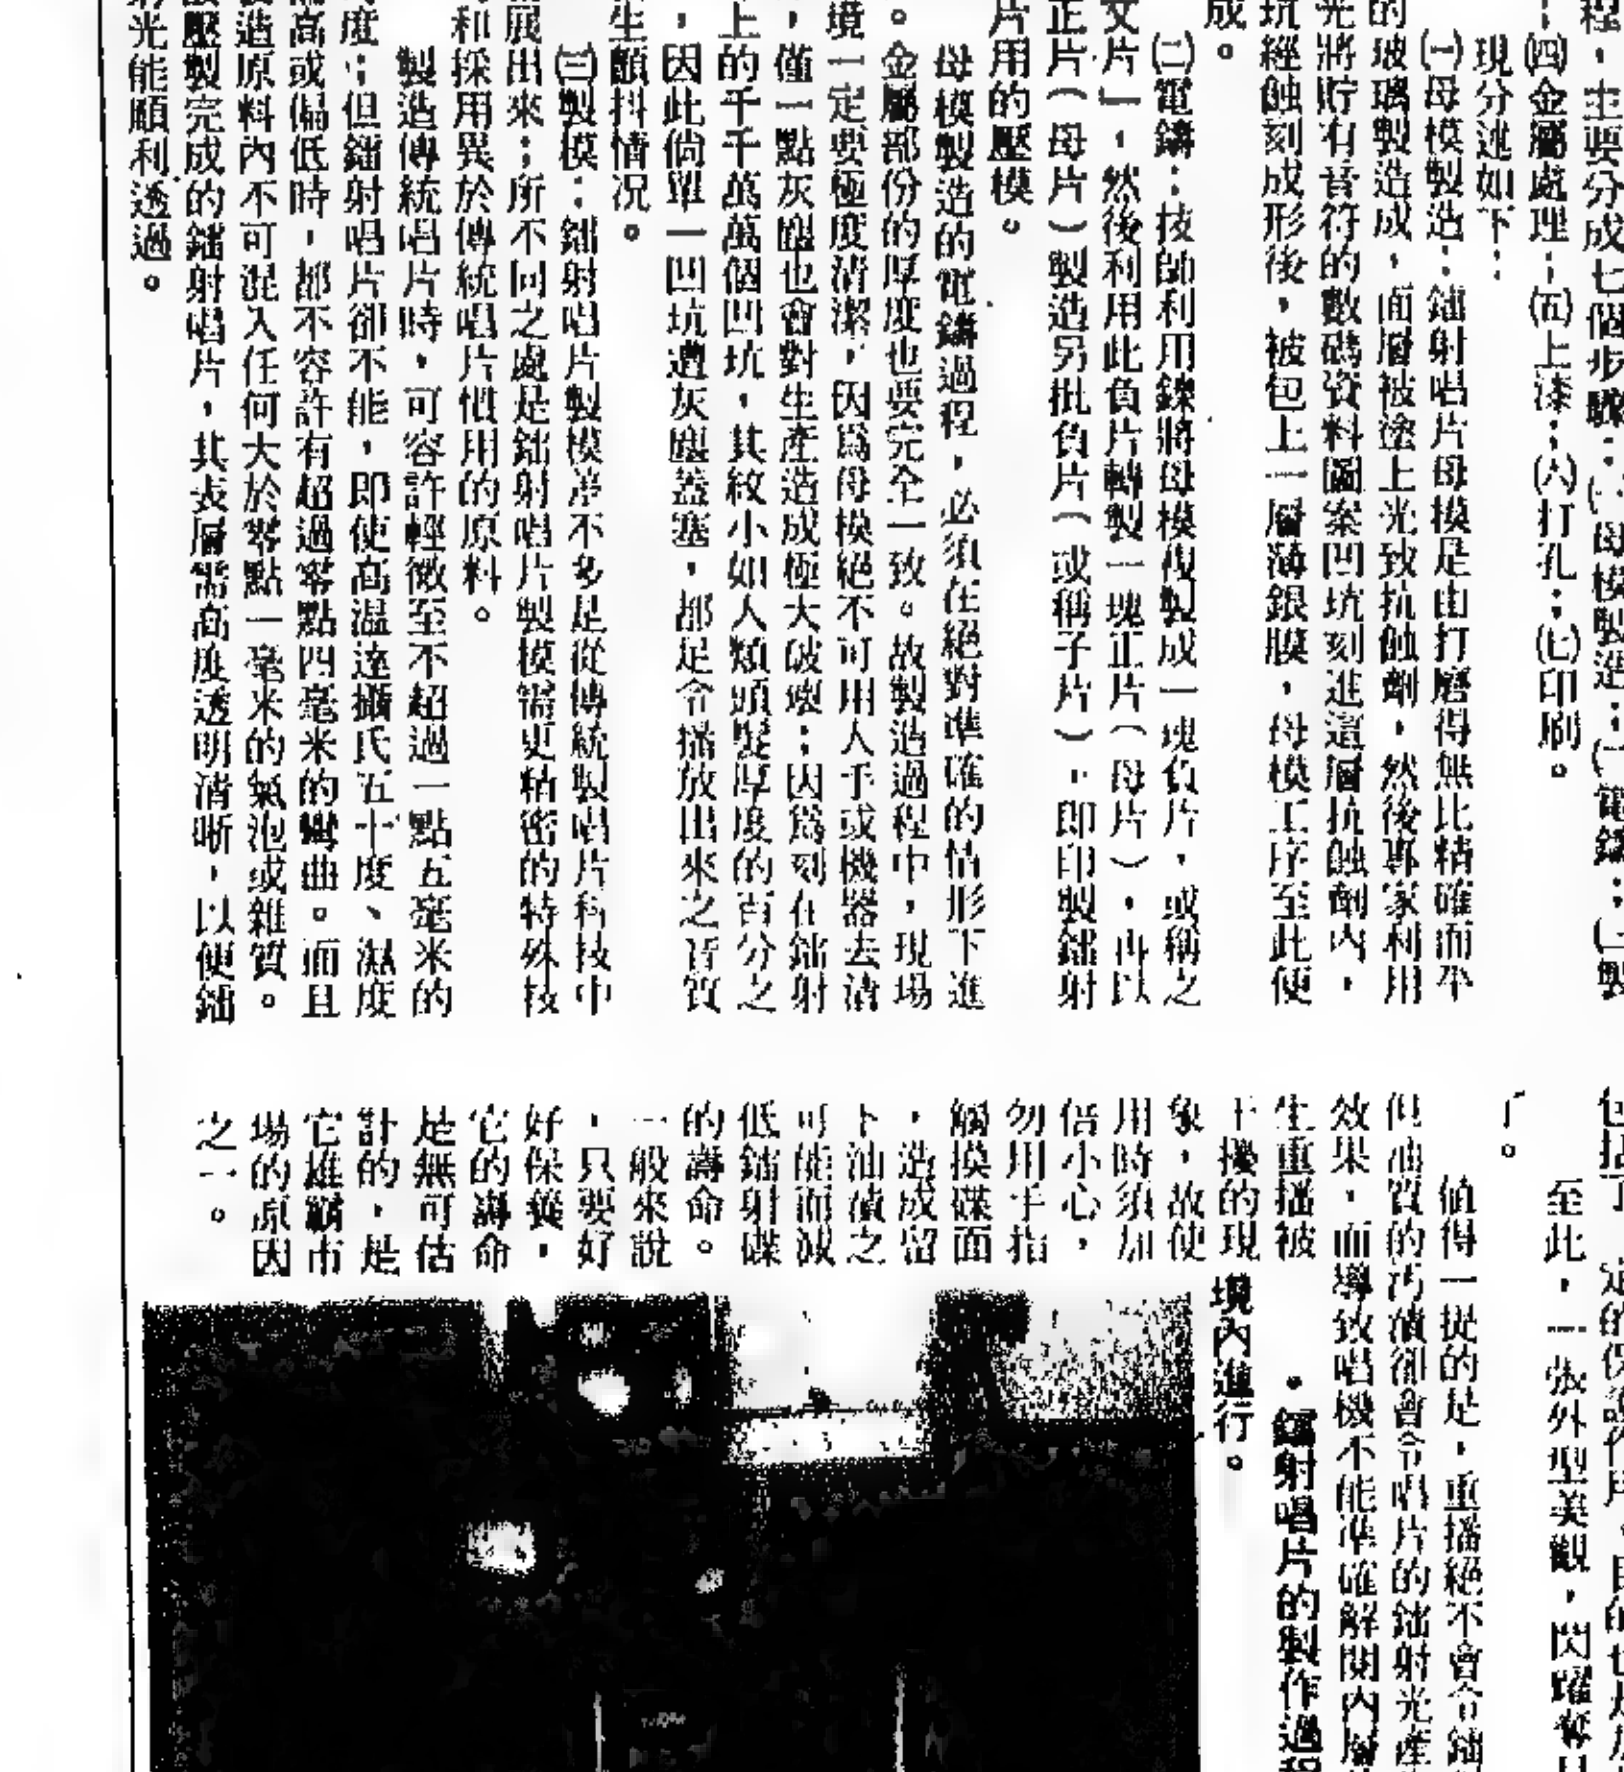 程，主要分成七個步驟：㈠母模製造；㈡電鑄；㈢製
；㈣金屬處理；㈤上漆；㈥打孔；㈦印刷。
現分述如下：
㈠母模製造：鐳射唱片母模是由打磨得無比精確而平
的玻璃製造成，面層被塗上光致抗蝕劑，然後專家利用
光將貯有音符的數碼資料圖案凹坑刻進這層抗蝕劑內，
坑經蝕刻成形後，被包上一層薄銀膜，母模工序至此便
成。
㈡電鑄：技師利用鎳將母模複製成一塊負片，或稱之
文片」，然後利用此負片轉製一塊正片（母片），再以
正片（母片）製造另批負片（或稱子片），即印製鐳射
片用的壓模。
母模製造的電鑄過程，必須在絕對準確的情形下進
。金屬部份的厚度也要完全一致。故製造過程中，現場
境一定要極度清潔，因爲母模絕不可用人手或機器去清
，僅一點灰塵也會對生產造成極大破壞；因爲刻在鐳射
上的千千萬萬個凹坑，其紋小如人類頭髮厚度的百分之
，因此倘單一凹坑遭灰塵蓋塞，都足令播放出來之音質
生顫抖情況。
㈢製模：鐳射唱片製模差不多是從傳統製唱片科技中
展出來；所不同之處是鐳射唱片製模需更精密的特殊技
和採用異於傳統唱片慣用的原料。
製造傳統唱片時，可容許輕微至不超過一點五毫米的
度；但鐳射唱片卻不能，即使高溫達攝氏五十度、濕度
高或偏低時，都不容許有超過零點四毫米的彎曲。而且
造原料內不可混入任何大於零點一毫米的氣泡或雜質。
壓製完成的鐳射唱片，其表層需高度透明清晰，以便鐳
光能順利透過。
至此，一張外型美觀，閃耀奪目
了。
值得一提的是，重播絕不會令鐳
但油質的污漬卻會令唱片的鐳射光產
效果，而導致唱機不能準確解開內層
生重播被
干擾的現
象，故使
用時須加
倍小心，
勿用手指
觸摸碟面
，造成留
下油漬之
可能而減
低鐳射碟
的壽命。
一般來說
，只要好
好保養，
它的壽命
是無可估
計的，是
它雄霸市
場的原因
之一。
・鐳射唱片的製作過程
境內進行。